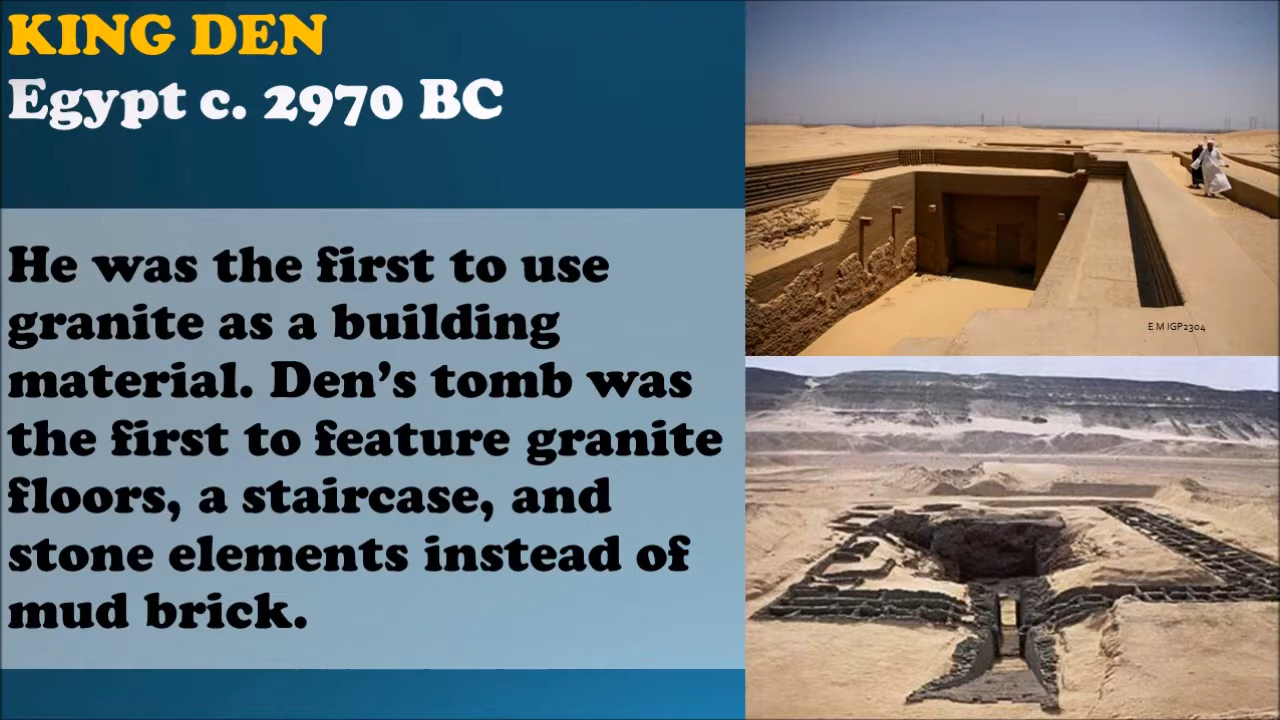 KING DEN
Egypt c. 2970 BC
He was the first to use
granite as a building
material. Den’s tomb was
the first to feature granite
floors, a staircase, and
stone elements instead of
mud brick.
E M IGP2304